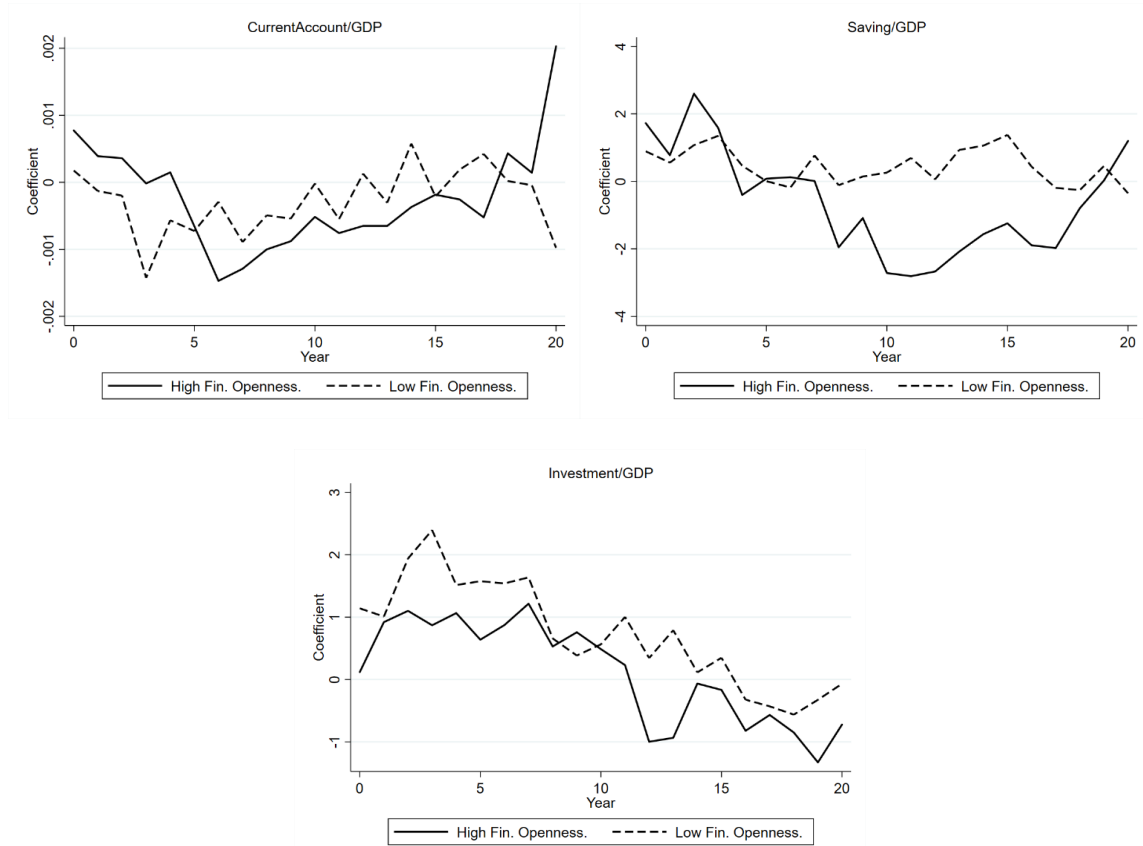 CurrentAccount/GDP
Coefficient
.002
.001
0
-.001
-.002
0 5 10 15 20
Year
High Fin. Openness. Low Fin. Openness.
Saving/GDP
Coefficient
4
2
0
-2
-4
0 5 10 15 20
Year
High Fin. Openness. Low Fin. Openness.
Investment/GDP
Coefficient
3
2
1
0
-1
0 5 10 15 20
Year
High Fin. Openness. Low Fin. Openness.